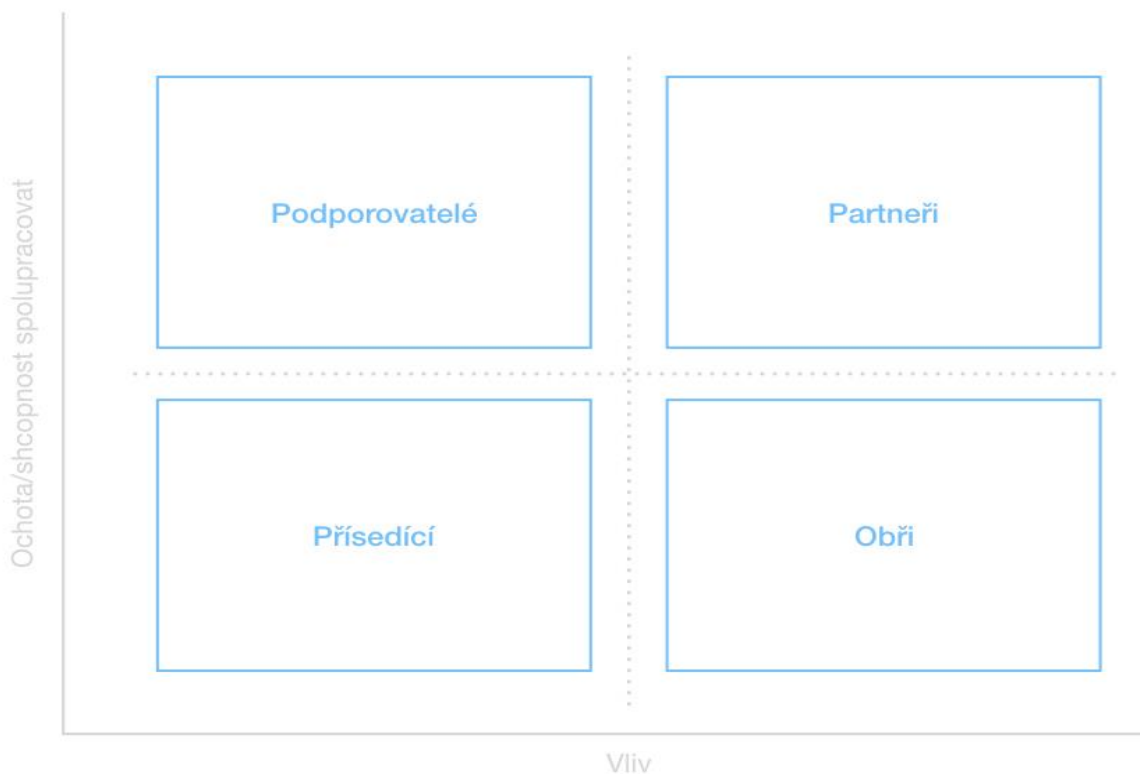 Ochota/shcopnost spolupracovat
Podporovatelé
Partneři
Přísedící
Obři
Vliv